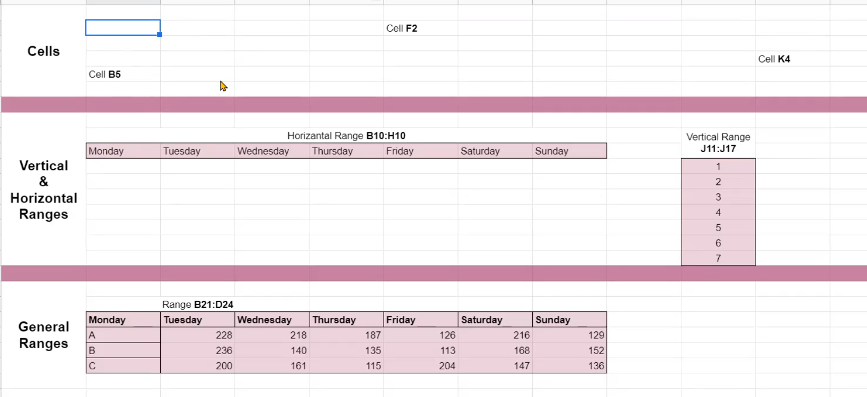 Cell F2
Cells
Cell K4
Cell B5
Horizantal Range B10:H10
Vertical Range
J11:J17
Monday Tuesday Wednesday Thursday Friday Saturday Sunday
Vertical
&
Horizontal
Ranges
1
2
3
4
5
6
7
Range B21:D24
General
Ranges
Monday Tuesday Wednesday Thursday Friday Saturday Sunday
A 228 218 187 126 216 129
B 236 140 135 113 168 152
C 200 161 115 204 147 136